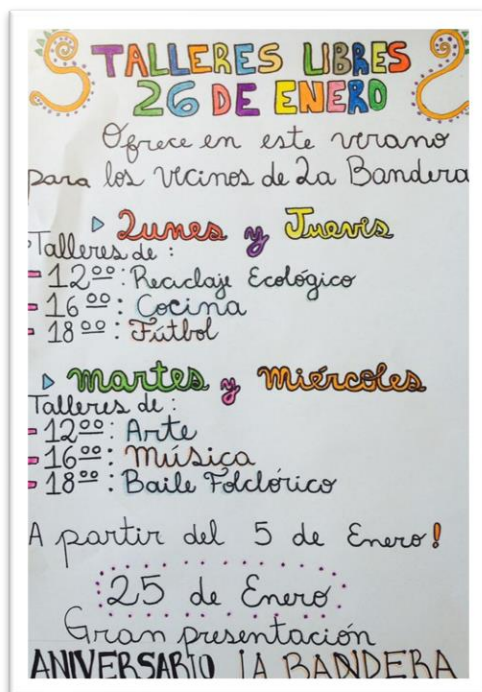 TALLERES LIBRES
26 DE ENERO
Ofrece en este verano
para los vecinos de La Bandera
Lunes y Jueves
Talleres de :
- 12⁰⁰ : Reciclaje Ecológico
- 16⁰⁰ : Cocina
- 18⁰⁰ : Fútbol
Martes y Miércoles
Talleres de :
- 12⁰⁰ : Arte
- 16⁰⁰ : Música
- 18⁰⁰ : Baile Folclórico
A partir del 5 de Enero!
25 de Enero
Gran presentación
ANIVERSARIO LA BANDERA